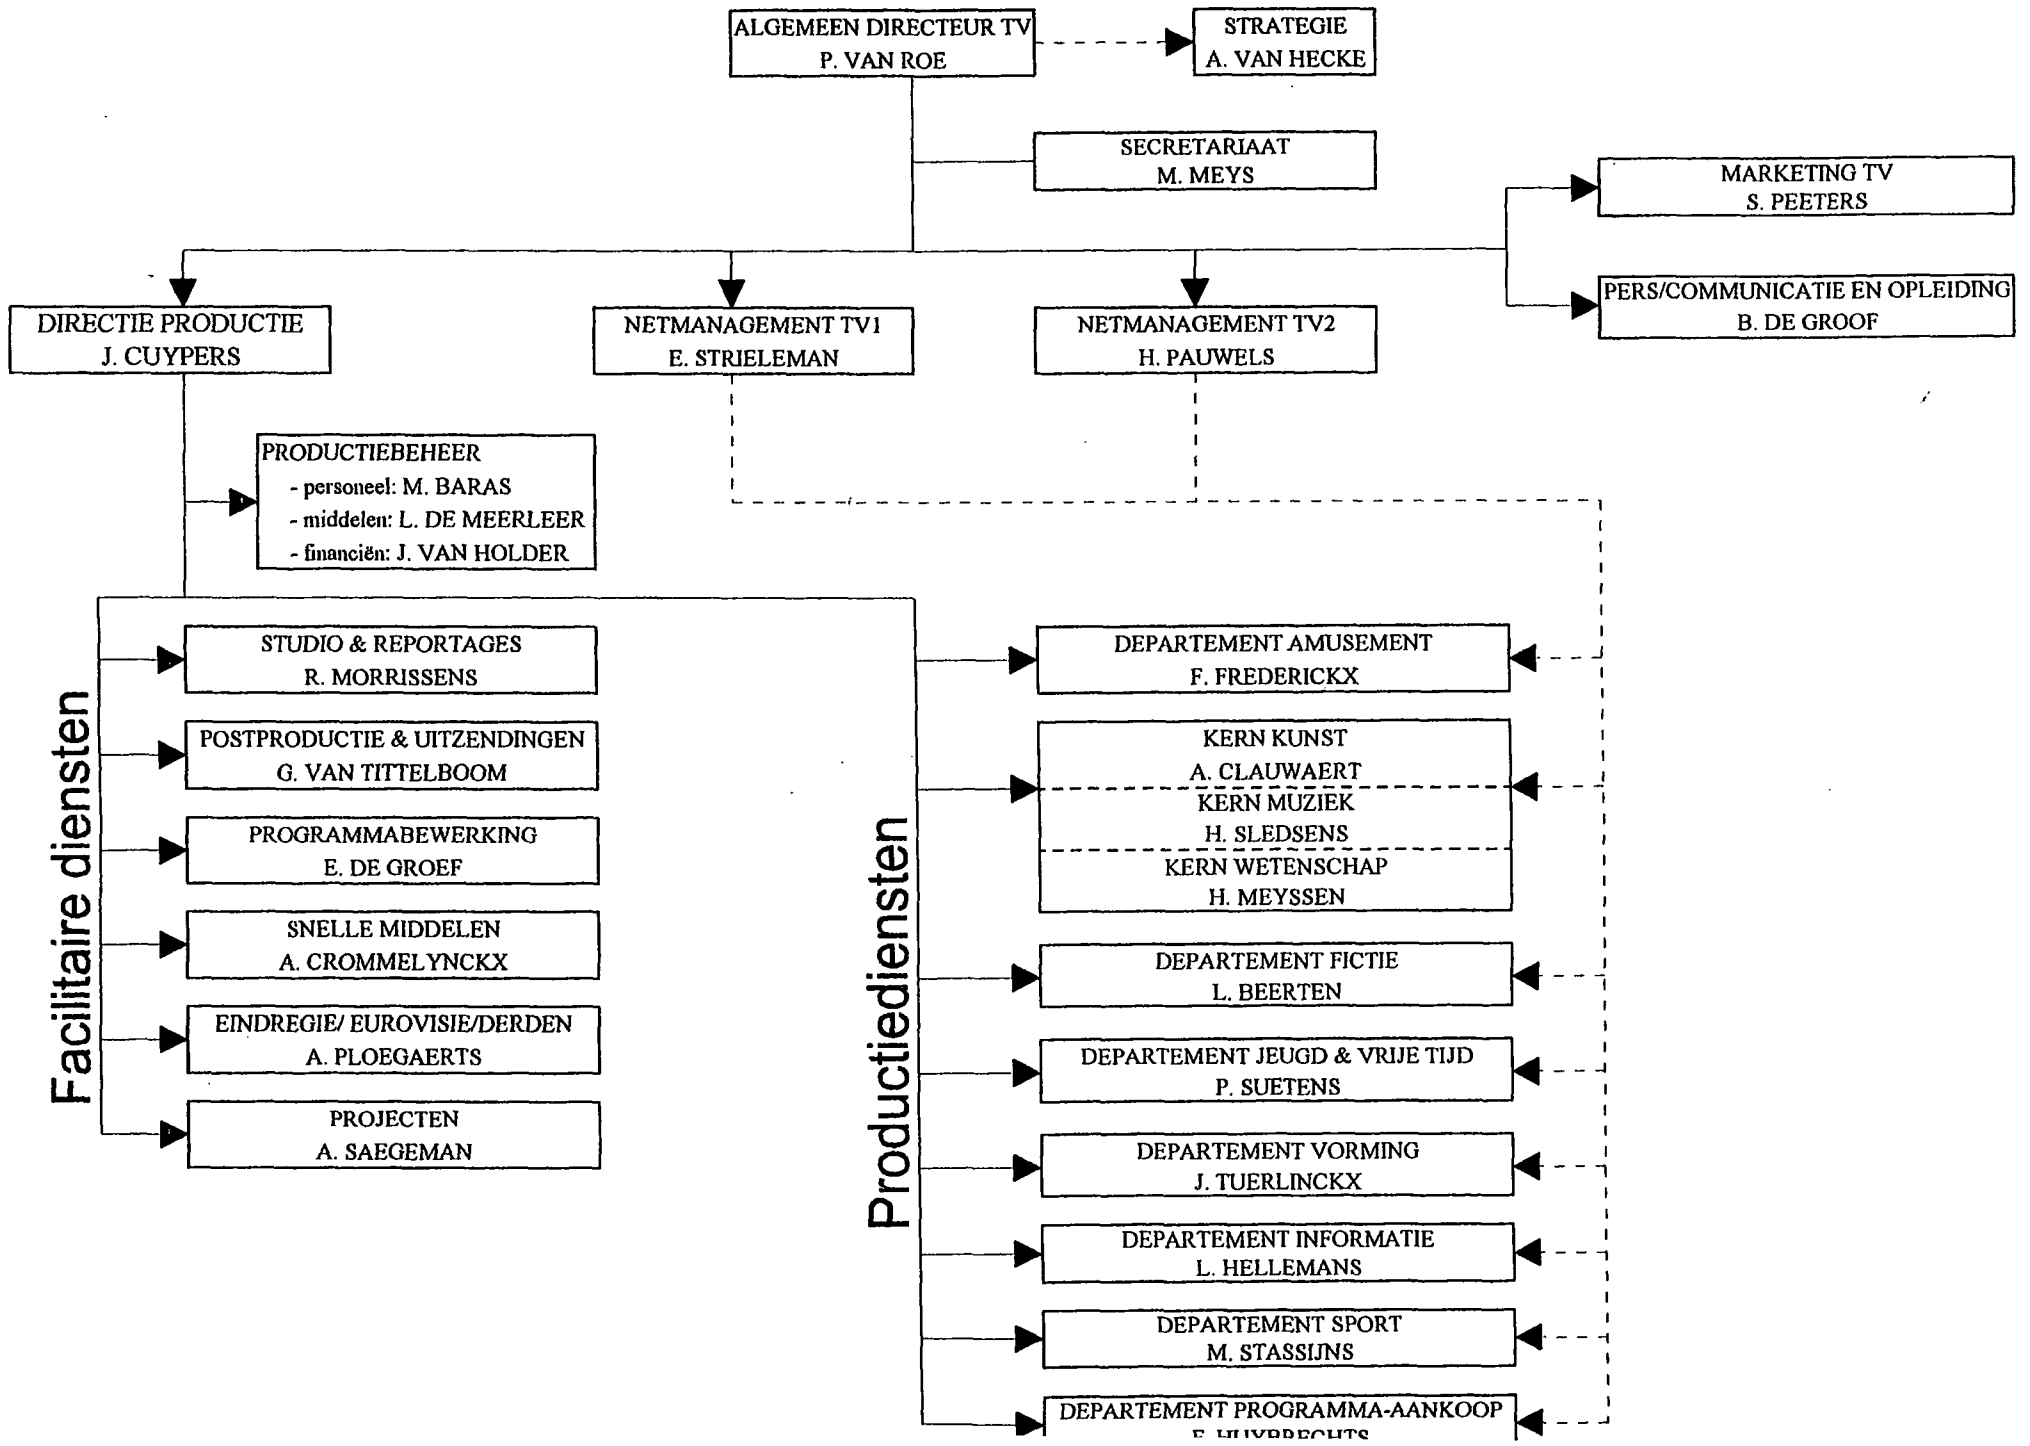 ALGEMEEN DIRECTEUR TV
P. VAN ROE
STRATEGIE
A. VAN HECKE
SECRETARIAAT
M. MEYS
MARKETING TV
S. PEETERS
PERS/COMMUNICATIE EN OPLEIDING
B. DE GROOF
DIRECTIE PRODUCTIE
J. CUYPERS
NETMANAGEMENT TV1
E. STRIELEMAN
NETMANAGEMENT TV2
H. PAUWELS
PRODUCTIEBEHEER
- personeel: M. BARAS
- middelen: L. DE MEERLEER
- financiën: J. VAN HOLDER
Facilitaire diensten
STUDIO & REPORTAGES
R. MORRISSENS
POSTPRODUCTIE & UITZENDINGEN
G. VAN TITTELBOOM
PROGRAMMABEWERKING
E. DE GROEF
SNELLE MIDDELEN
A. CROMMELYNCKX
EINDREGIE/ EUROVISIE/DERDEN
A. PLOEGAERTS
PROJECTEN
A. SAEGEMAN
Productiediensten
DEPARTEMENT AMUSEMENT
F. FREDERICKX
KERN KUNST
A. CLAUWAERT
KERN MUZIEK
H. SLEDSENS
KERN WETENSCHAP
H. MEYSSEN
DEPARTEMENT FICTIE
L. BEERTEN
DEPARTEMENT JEUGD & VRIJE TIJD
P. SUETENS
DEPARTEMENT VORMING
J. TUERLINCKX
DEPARTEMENT INFORMATIE
L. HELLEMANS
DEPARTEMENT SPORT
M. STASSIJNS
DEPARTEMENT PROGRAMMA-AANKOOP
HUYBRECHTS